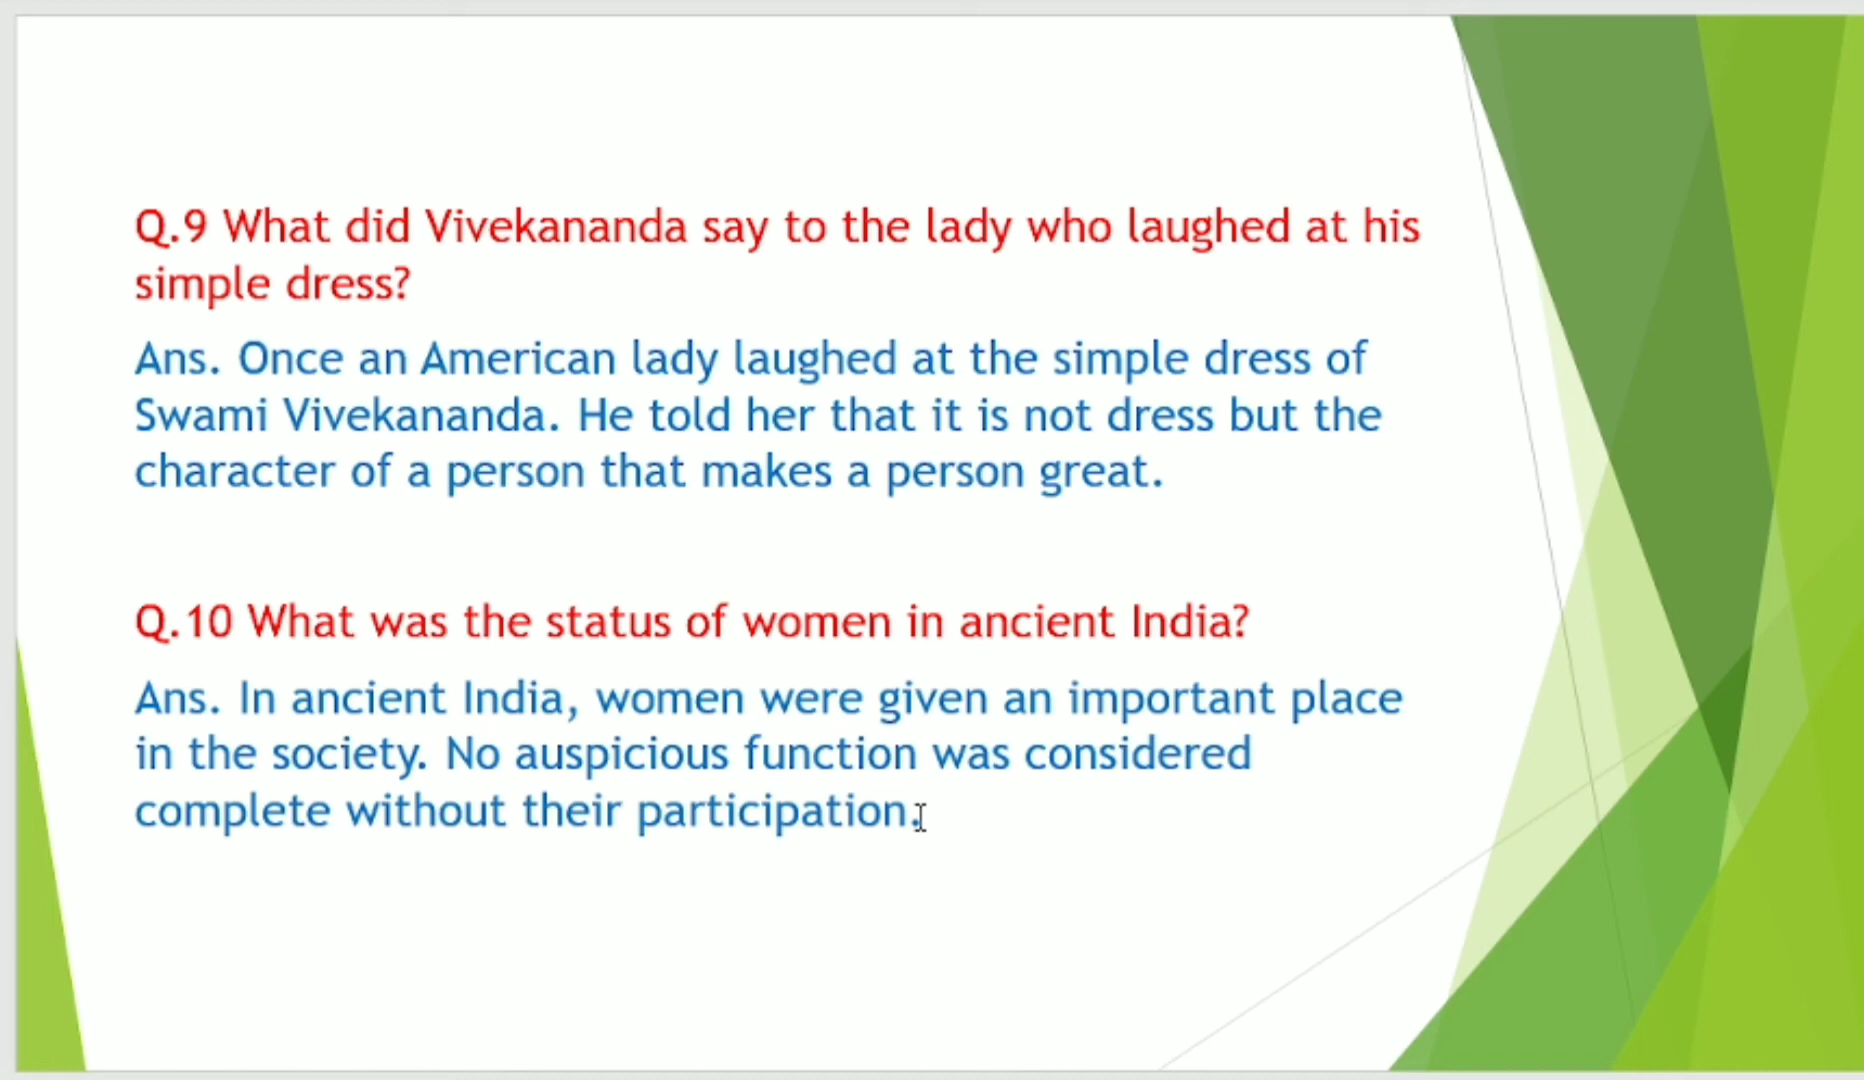 Q.9 What did Vivekananda say to the lady who laughed at his
simple dress?
Ans. Once an American lady laughed at the simple dress of
Swami Vivekananda. He told her that it is not dress but the
character of a person that makes a person great.
Q.10 What was the status of women in ancient India?
Ans. In ancient India, women were given an important place
in the society. No auspicious function was considered
complete without their participation.